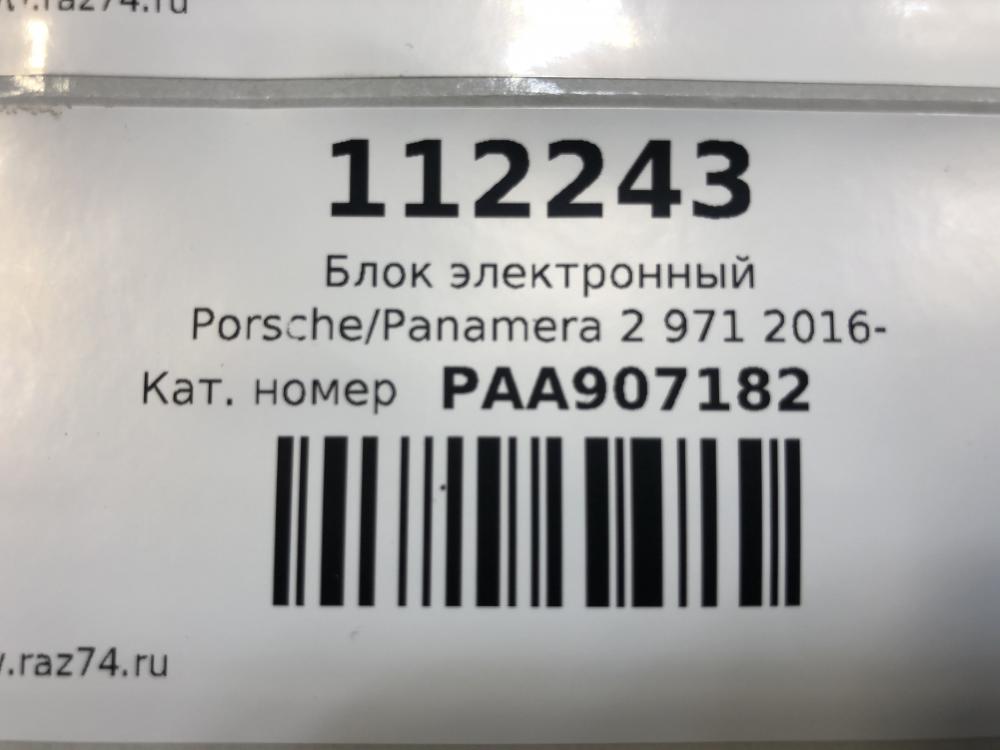 .raz74.ru
112243
Блок электронный
Porsche/Panamera 2 971 2016-
Кат. номер PAA907182
.raz74.ru